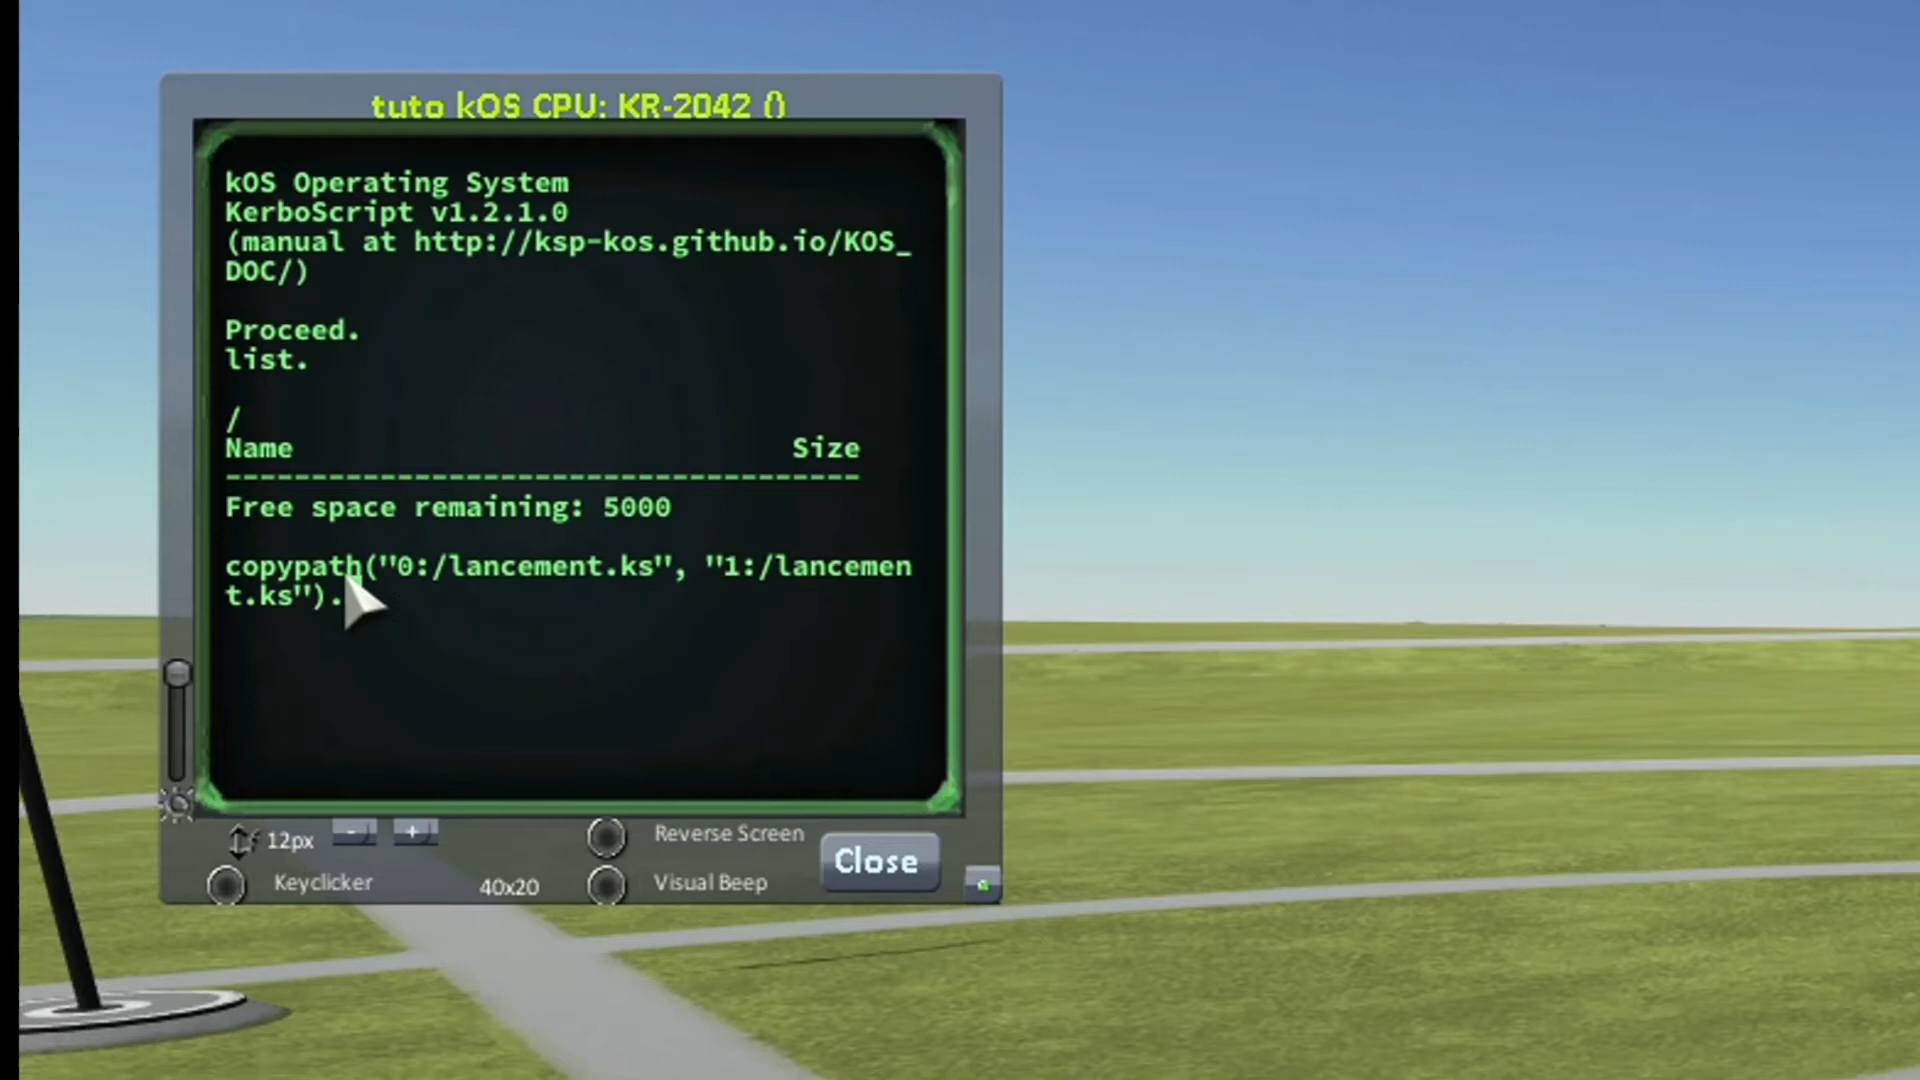 tuto kOS CPU: KR-2042 ()
kOS Operating System
KerboScript v1.2.1.0
(manual at http://ksp-kos.github.io/KOS_
DOC/)
Proceed.
list.
/
Name Size
-------------------------------------
Free space remaining: 5000
copypath("0:/lancement.ks", "1:/lancemen
t.ks").
12px - + Reverse Screen Close
Keyclicker 40x20 Visual Beep